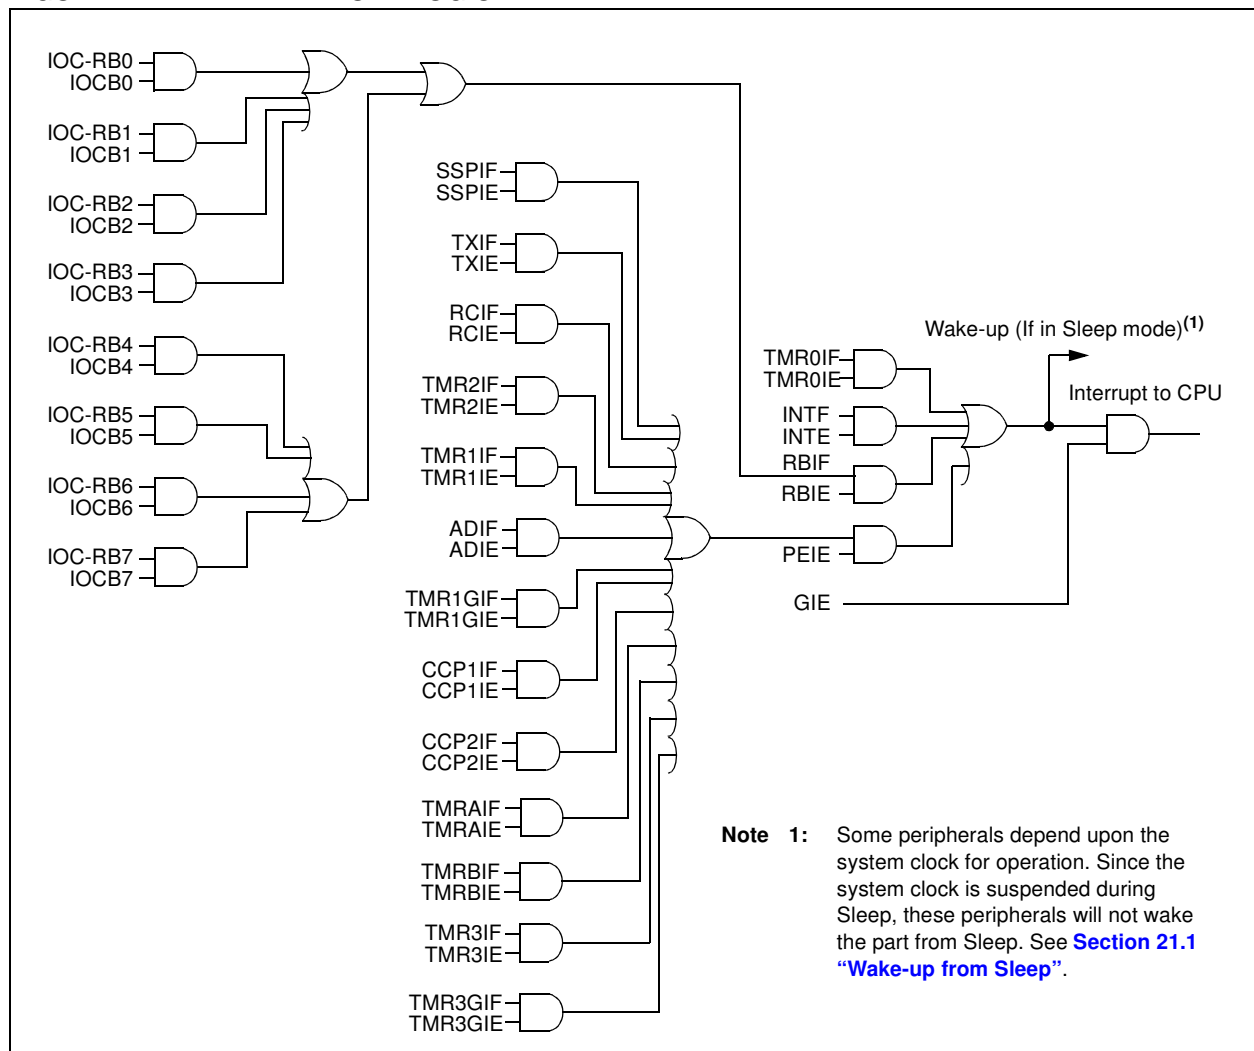 IOC-RB0
IOCB0
IOC-RB1
IOCB1
IOC-RB2
IOCB2
IOC-RB3
IOCB3
IOC-RB4
IOCB4
IOC-RB5
IOCB5
IOC-RB6
IOCB6
IOC-RB7
IOCB7
SSPIF
SSPIE
TXIF
TXIE
RCIF
RCIE
TMR2IF
TMR2IE
TMR1IF
TMR1IE
ADIF
ADIE
TMR1GIF
TMR1GIE
CCP1IF
CCP1IE
CCP2IF
CCP2IE
TMRAIF
TMRAIE
TMRBIF
TMRBIE
TMR3IF
TMR3IE
TMR3GIF
TMR3GIE
Wake-up (If in Sleep mode)(1)
TMR0IF
TMR0IE
Interrupt to CPU
INTF
INTE
RBIF
RBIE
PEIE
GIE
Note 1: Some peripherals depend upon the
system clock for operation. Since the
system clock is suspended during
Sleep, these peripherals will not wake
the part from Sleep. See Section 21.1
“Wake-up from Sleep”.